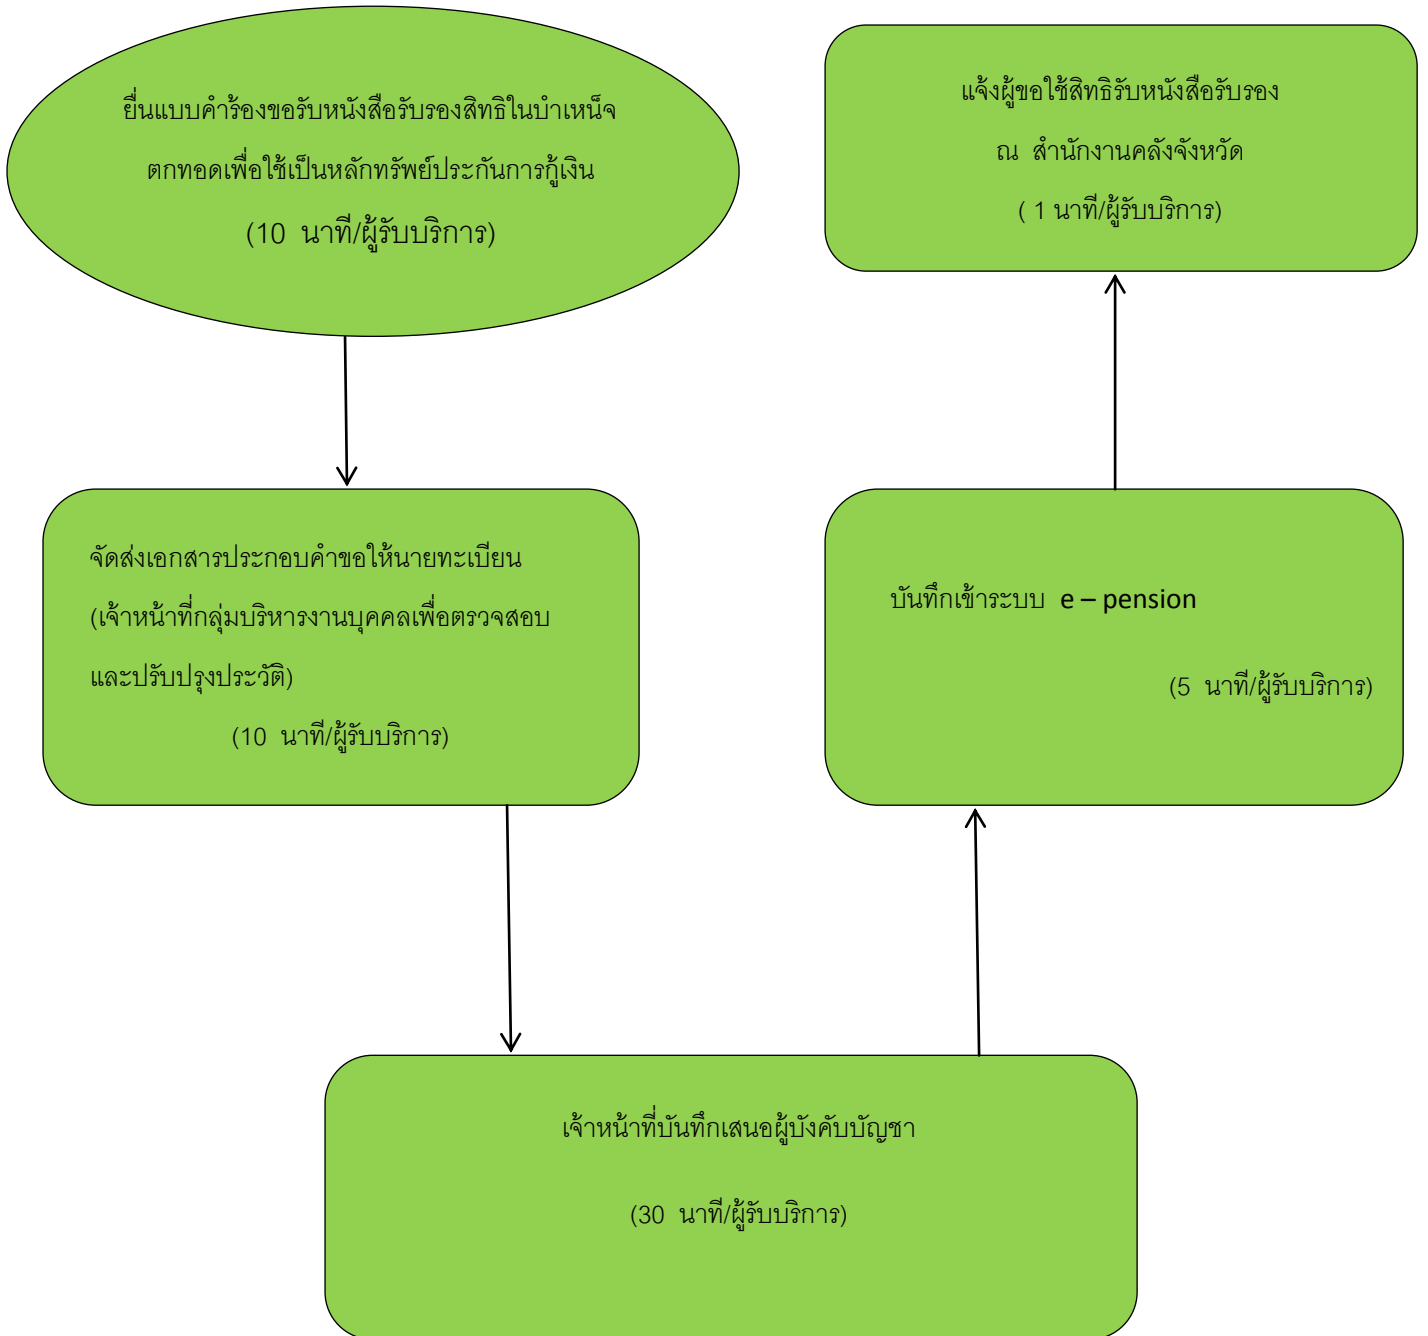 ยื่นแบบคำร้องขอรับหนังสือรับรองสิทธิในบำเหน็จ
ตกทอดเพื่อใช้เป็นหลักทรัพย์ประกันการกู้เงิน
(10 นาที/ผู้รับบริการ)
จัดส่งเอกสารประกอบคำขอให้นายทะเบียน
(เจ้าหน้าที่กลุ่มบริหารงานบุคคลเพื่อตรวจสอบ
และปรับปรุงประวัติ)
(10 นาที/ผู้รับบริการ)
เจ้าหน้าที่บันทึกเสนอผู้บังคับบัญชา
(30 นาที/ผู้รับบริการ)
บันทึกเข้าระบบ e – pension
(5 นาที/ผู้รับบริการ)
แจ้งผู้ขอใช้สิทธิรับหนังสือรับรอง
ณ สำนักงานคลังจังหวัด
( 1 นาที/ผู้รับบริการ)